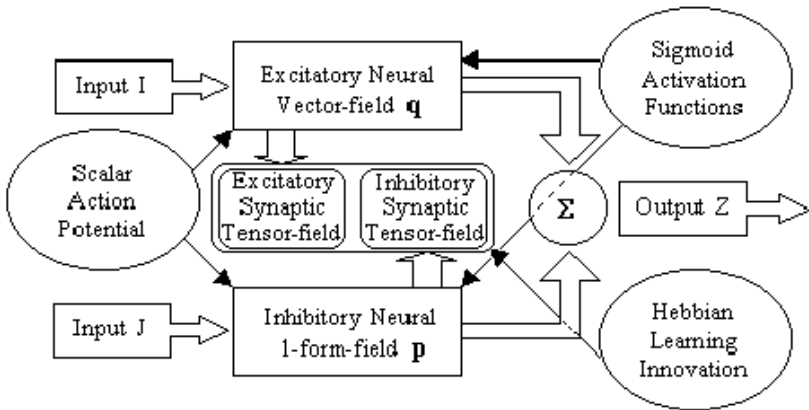 Input I
Excitatory Neural
Vector-field q
Sigmoid
Activation
Functions
Scalar
Action
Potential
Excitatory
Synaptic
Tensor-field
Inhibitory
Synaptic
Tensor-field
Σ
Output Z
Input J
Inhibitory Neural
1-form-field p
Hebbian
Learning
Innovation